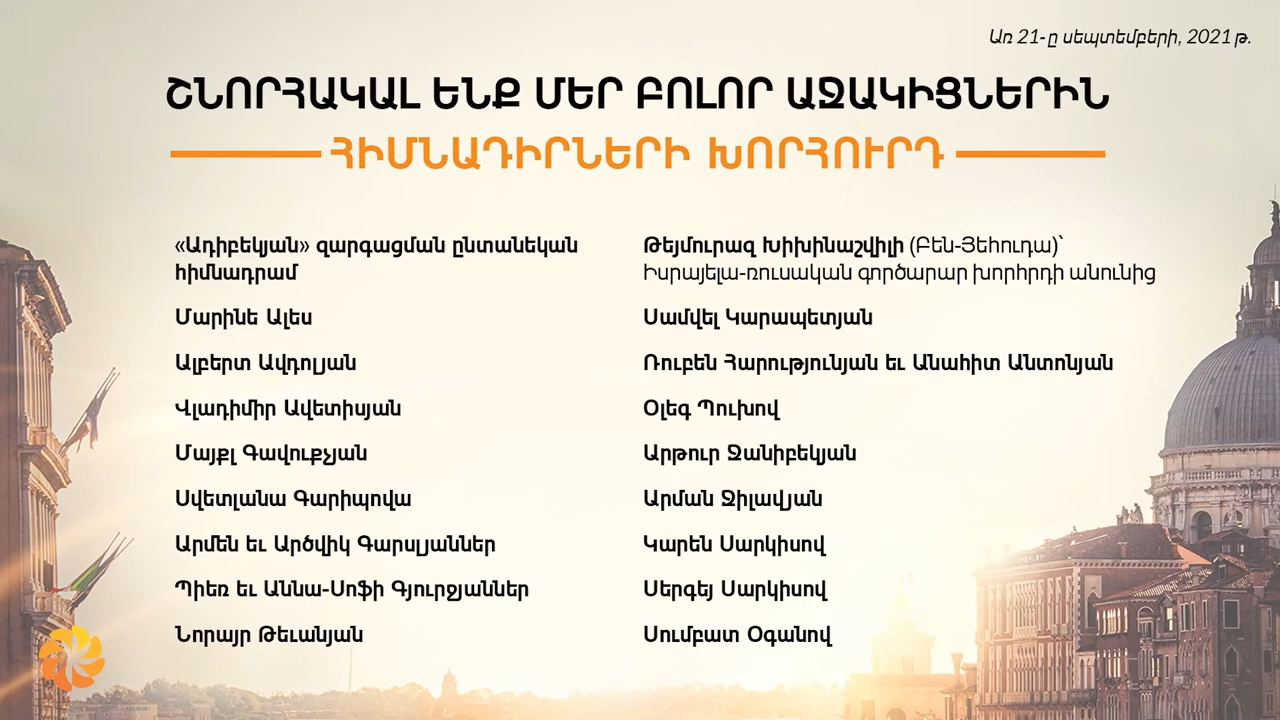 Առ 21-ը սեպտեմբերի, 2021 թ.
ՇՆՈՐՀԱԿԱԼ ԵՆՔ ՄԵՐ ԲՈԼՈՐ ԱՋԱԿԻՑՆԵՐԻՆ
ՀԻՄՆԱԴԻՐՆԵՐԻ ԽՈՐՀՈՒՐԴ
«Ադիբեկյան» զարգացման ընտանեկան
հիմնադրամ
Մարինե Ալես
Ալբերտ Ավդոլյան
Վլադիմիր Ավետիսյան
Մայքլ Գավուքչյան
Սվետլանա Գարիպովա
Արմեն եւ Արծվիկ Գարսլյաններ
Պիեռ եւ Աննա-Սոֆի Գյուրջյաններ
Նորայր Թեւանյան
Թեյմուրազ Խիխինաշվիլի (Բեն-Յեհուդա)՝
Իսրայելա-ռուսական գործարար խորհրդի անունից
Սամվել Կարապետյան
Ռուբեն Հարությունյան եւ Անահիտ Անտոնյան
Օլեգ Պուխով
Արթուր Ջանիբեկյան
Արման Ջիլավյան
Կարեն Սարկիսով
Սերգեյ Սարկիսով
Սումբատ Օգանով